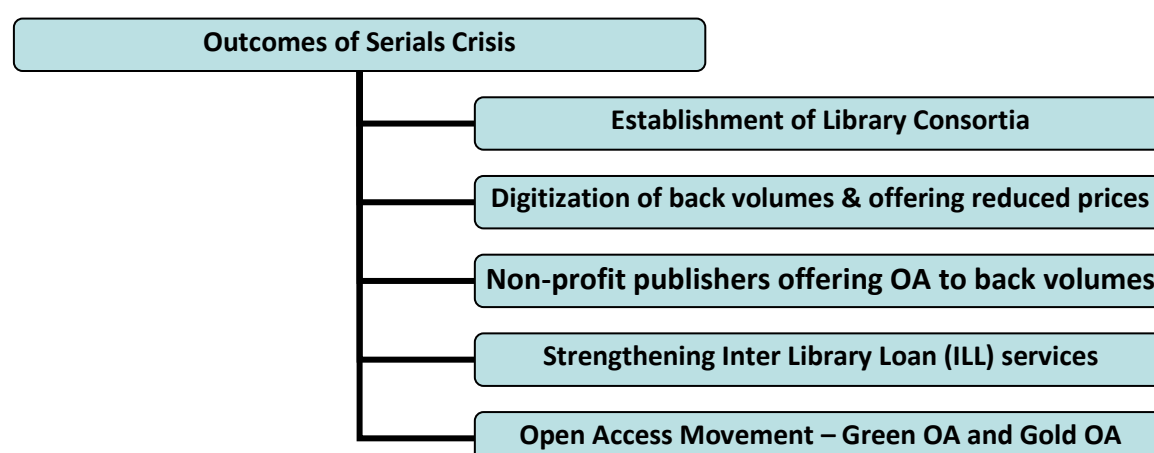 Outcomes of Serials Crisis
Establishment of Library Consortia
Digitization of back volumes & offering reduced prices
Non-profit publishers offering OA to back volumes
Strengthening Inter Library Loan (ILL) services
Open Access Movement – Green OA and Gold OA